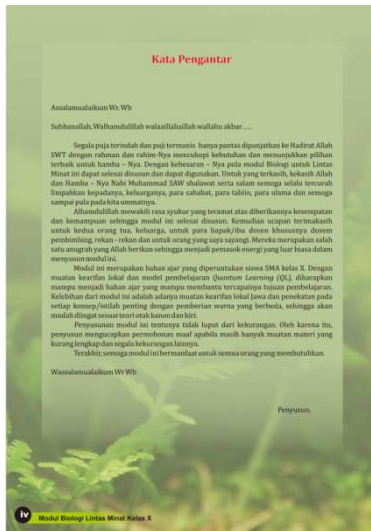 Kata Pengantar
Assalamualaikum Wr. Wb
Subhanallah, Walhamdulillah walaaillahaillah wallahu akbar . . . .
Segala puja terindah dan puji termanis hanya pantas dipanjatkan ke Hadirat Allah
SWT dengan rahman dan rahim-Nya mencukupi kebutuhan dan menunjukkan pilihan
terbaik untuk hamba – Nya. Dengan kebesaran – Nya pula modul Biologi untuk Lintas
Minat ini dapat selesai disusun dan dapat digunakan. Untuk yang terkasih, kekasih Allah
dan Hamba – Nya Nabi Muhammad SAW shalawat serta salam semoga selalu tercurah
limpahkan kepadanya, keluarganya, para sahabat, para tabiin, para ulama dan semoga
sampai pula pada kita ummatnya.
Alhamdulillah mewakili rasa syukur yang teramat atas diberikannya kesempatan
dan kemampuan sehingga modul ini selesai disusun. Kemudian ucapan terimakasih
untuk kedua orang tua, keluarga, untuk para bapak/ibu dosen khususnya dosen
pembimbing, rekan - rekan dan untuk orang yang saya sayangi. Mereka merupakan salah
satu anugrah yang Allah berikan sehingga menjadi pemasok energi yang luar biasa dalam
menyusun modul ini.
Modul ini merupakan bahan ajar yang diperuntukan siswa SMA kelas X. Dengan
muatan kearifan lokal dan model pembelajaran Quantum Learning (QL), diharapkan
mampu menjadi bahan ajar yang mampu membantu tercapainya tujuan pembelajaran.
Kelebihan dari modul ini adalah adanya muatan kearifan lokal Jawa dan penekatan pada
setiap konsep/istilah penting dengan pemberian warna yang berbeda, sehingga akan
mudah diingat sesuai teori otak kanan dan kiri.
Penyusunan modul ini tentunya tidak luput dari kekurangan. Oleh karena itu,
penyusun mengucapkan permohonan maaf apabila masih banyak muatan materi yang
kurang lengkap dan segala kekurangan lainnya.
Terakhir, semoga modul ini bermanfaat untuk semua orang yang membutuhkan.
Wassalamualaikum Wr Wb
Penyusun,
iv Modul Biologi Lintas Minat Kelas X